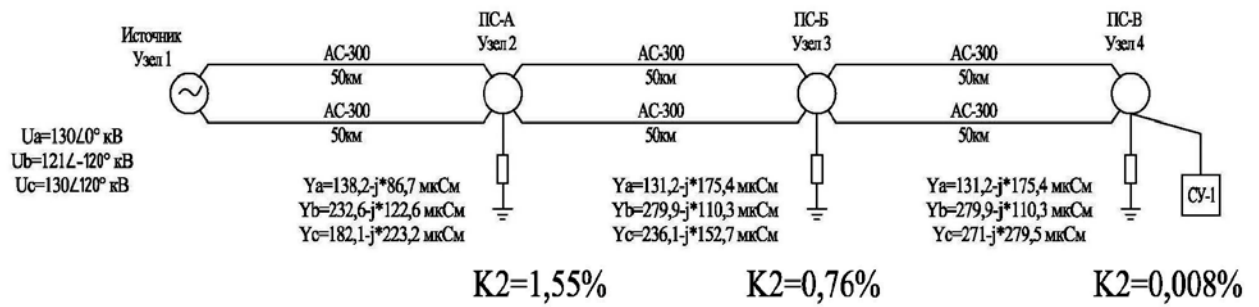 Источник
Узел 1
ПС-А
Узел 2
ПС-Б
Узел 3
ПС-В
Узел 4
АС-300
50км
АС-300
50км
АС-300
50км
АС-300
50км
АС-300
50км
АС-300
50км
Ua=130∠0° кВ
Ub=121∠-120° кВ
Uc=130∠120° кВ
Ya=138,2-j*86,7 мкСм
Yb=232,6-j*122,6 мкСм
Yc=182,1-j*223,2 мкСм
Ya=131,2-j*175,4 мкСм
Yb=279,9-j*110,3 мкСм
Yc=236,1-j*152,7 мкСм
Ya=131,2-j*175,4 мкСм
Yb=279,9-j*110,3 мкСм
Yc=271-j*279,5 мкСм
СУ-1
K2=1,55%
K2=0,76%
K2=0,008%